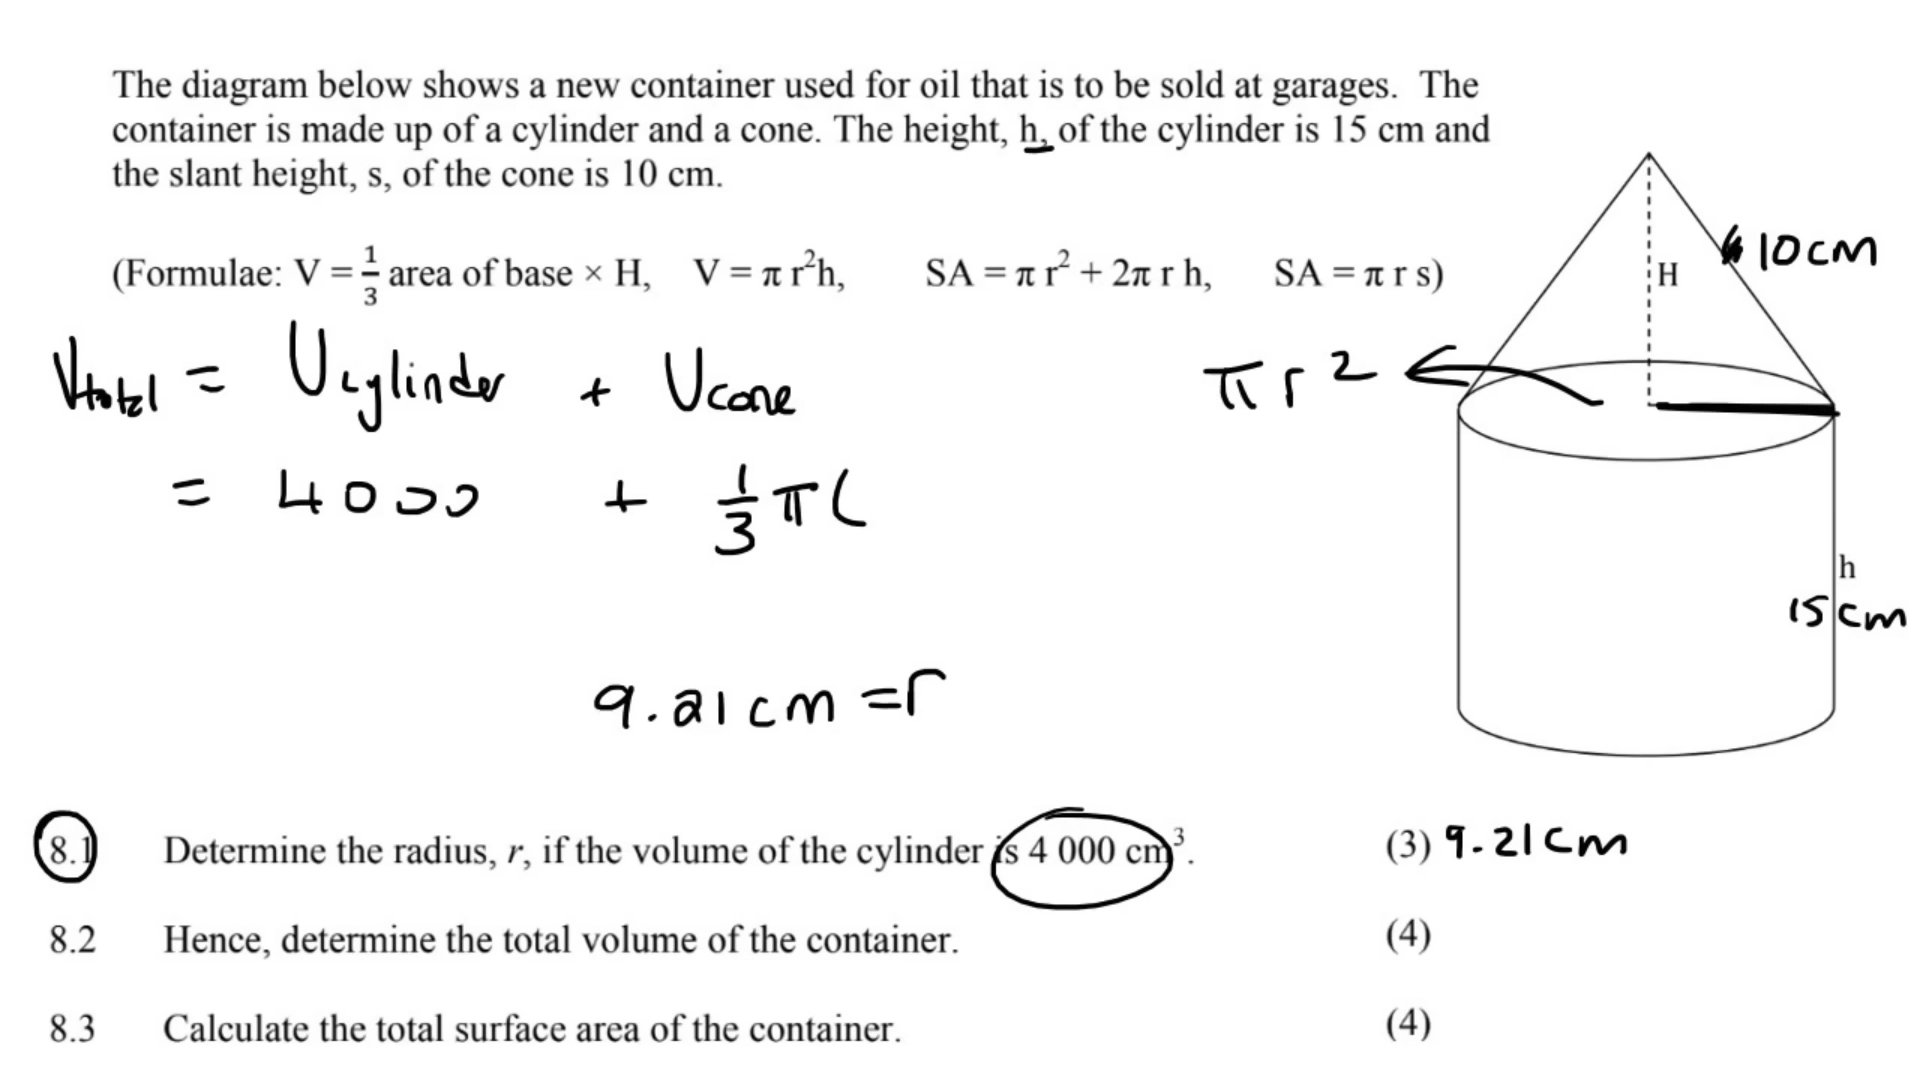 The diagram below shows a new container used for oil that is to be sold at garages. The
container is made up of a cylinder and a cone. The height, h, of the cylinder is 15 cm and
the slant height, s, of the cone is 10 cm.
(Formulae: V = 1/3 area of base × H, V = π r²h, SA = π r² + 2π r h, SA = π r s)
H
10cm
Vtotal = Vcylinder + Vcone
π r²
= 4000 + 1/3 π (
h
15cm
9.21cm = r
8.1 Determine the radius, r, if the volume of the cylinder is 4 000 cm³. (3) 9.21cm
8.2 Hence, determine the total volume of the container. (4)
8.3 Calculate the total surface area of the container. (4)